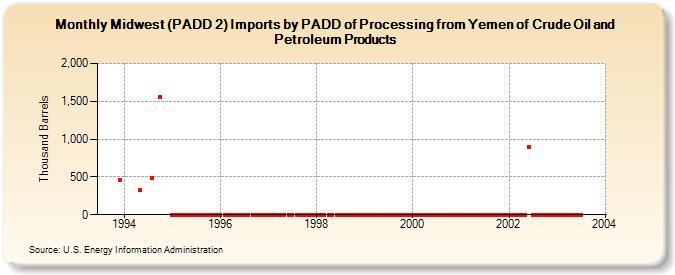 Monthly Midwest (PADD 2) Imports by PADD of Processing from Yemen of Crude Oil and
Petroleum Products
Thousand Barrels
2,000
1,500
1,000
500
0
1994 1996 1998 2000 2002 2004
Source: U.S. Energy Information Administration